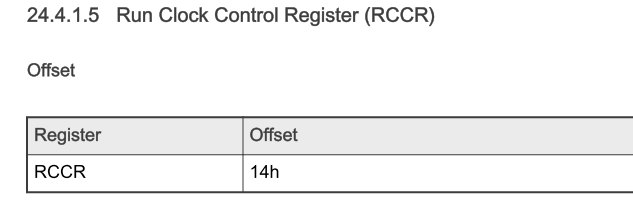 24.4.1.5 Run Clock Control Register (RCCR)
Offset
Register Offset
RCCR 14h